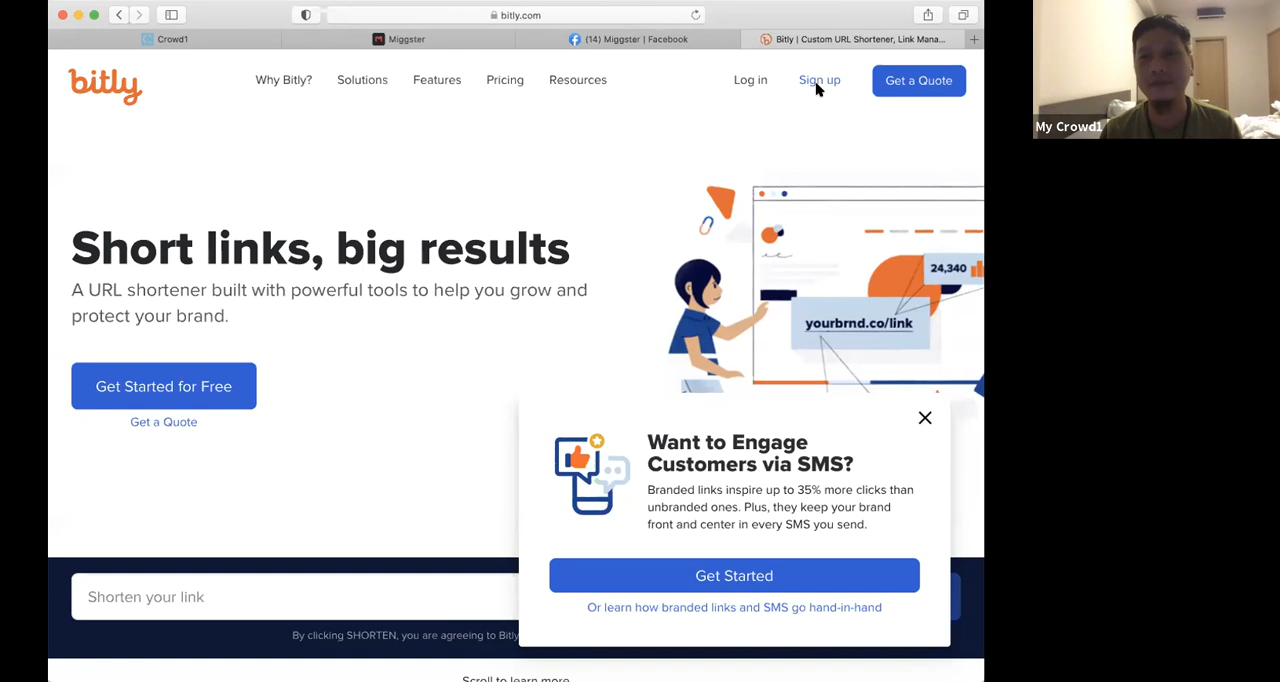 bitly.com
Crowd1
Miggster
(14) Miggster | Facebook
Bitly | Custom URL Shortener, Link Mana...
bitly
Why Bitly?
Solutions
Features
Pricing
Resources
Log in
Sign up
Get a Quote
My Crowd1
Short links, big results
A URL shortener built with powerful tools to help you grow and
protect your brand.
24,340
yourbrnd.co/link
Get Started for Free
Get a Quote
Want to Engage
Customers via SMS?
Branded links inspire up to 35% more clicks than
unbranded ones. Plus, they keep your brand
front and center in every SMS you send.
Get Started
Or learn how branded links and SMS go hand-in-hand
Shorten your link
By clicking SHORTEN, you are agreeing to Bitly
Scroll to learn more